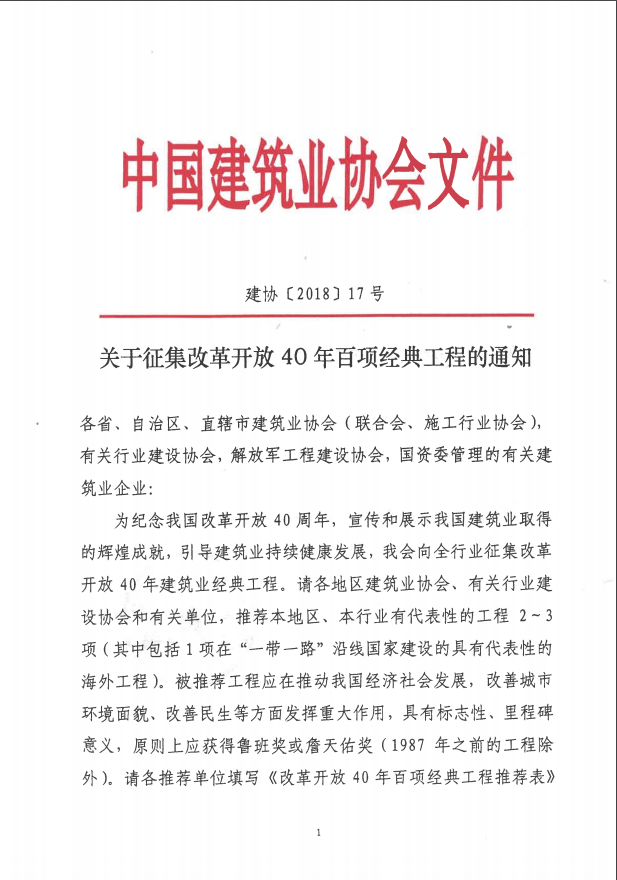 中国建筑业协会文件
建协〔2018〕17号
关于征集改革开放40年百项经典工程的通知
各省、自治区、直辖市建筑业协会（联合会、施工行业协会），
有关行业建设协会，解放军工程建设协会，国资委管理的有关建
筑业企业：
为纪念我国改革开放40周年，宣传和展示我国建筑业取得
的辉煌成就，引导建筑业持续健康发展，我会向全行业征集改革
开放40年建筑业经典工程。请各地区建筑业协会、有关行业建
设协会和有关单位，推荐本地区、本行业有代表性的工程 2~3
项（其中包括1项在“一带一路”沿线国家建设的具有代表性的
海外工程）。被推荐工程应在推动我国经济社会发展，改善城市
环境面貌、改善民生等方面发挥重大作用，具有标志性、里程碑
意义，原则上应获得鲁班奖或詹天佑奖（1987 年之前的工程除
外）。请各推荐单位填写《改革开放40年百项经典工程推荐表》
1